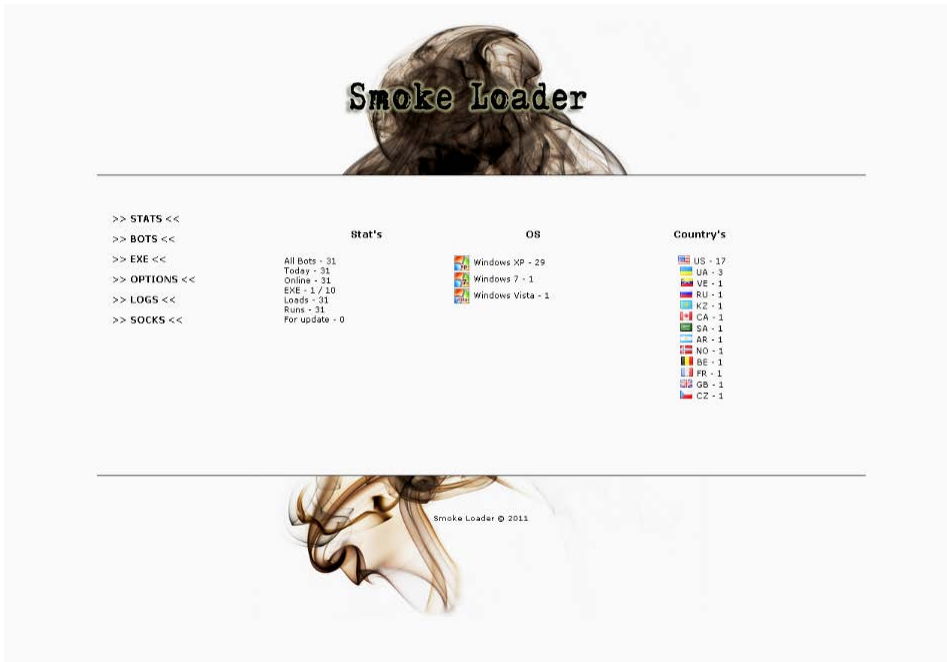 Smoke Loader
>> STATS <<
>> BOTS <<
>> EXE <<
>> OPTIONS <<
>> LOGS <<
>> SOCKS <<
Stat's
All Bots - 31
Today - 31
Online - 31
EXE - 1 / 10
Loads - 31
Runs - 31
For update - 0
OS
Windows XP - 29
Windows 7 - 1
Windows Vista - 1
Country's
US - 17
UA - 3
VE - 1
RU - 1
KZ - 1
CA - 1
SA - 1
AR - 1
NO - 1
BE - 1
FR - 1
GB - 1
CZ - 1
Smoke Loader © 2011